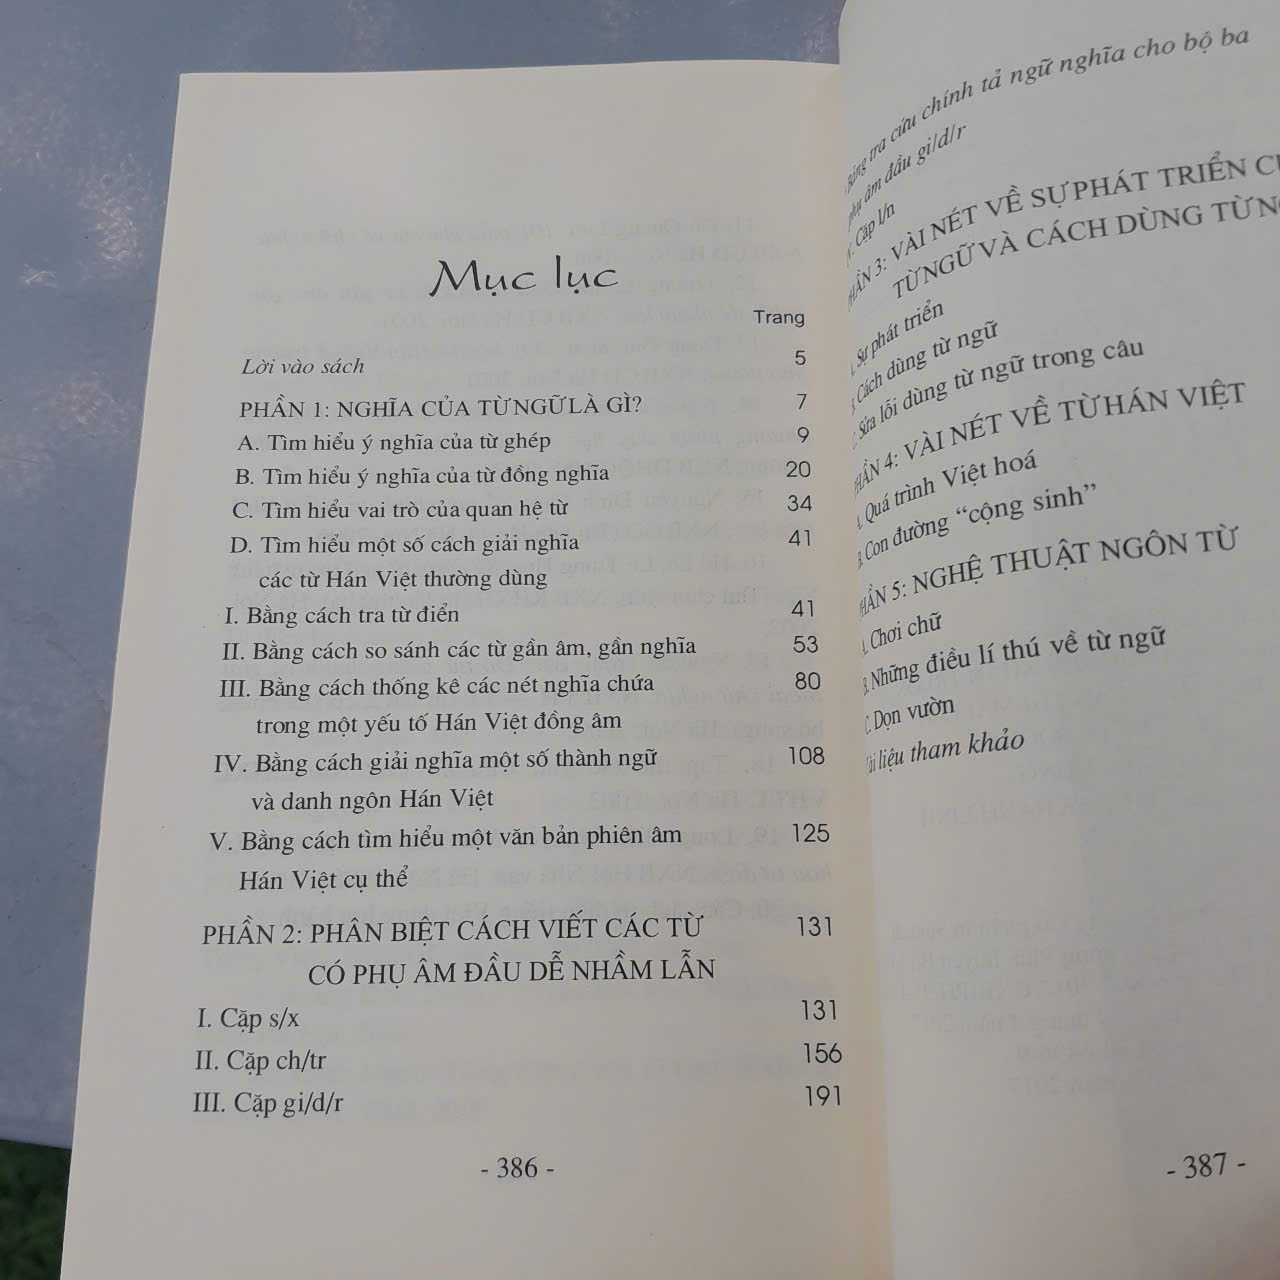 Mục lục
Trang
Lời vào sách 5
PHẦN 1: NGHĨA CỦA TỪ NGỮ LÀ GÌ? 7
A. Tìm hiểu ý nghĩa của từ ghép 9
B. Tìm hiểu ý nghĩa của từ đồng nghĩa 20
C. Tìm hiểu vai trò của quan hệ từ 34
D. Tìm hiểu một số cách giải nghĩa 41
các từ Hán Việt thường dùng
I. Bằng cách tra từ điển 41
II. Bằng cách so sánh các từ gần âm, gần nghĩa 53
III. Bằng cách thống kê các nét nghĩa chứa 80
trong một yếu tố Hán Việt đồng âm
IV. Bằng cách giải nghĩa một số thành ngữ 108
và danh ngôn Hán Việt
V. Bằng cách tìm hiểu một văn bản phiên âm 125
Hán Việt cụ thể
PHẦN 2: PHÂN BIỆT CÁCH VIẾT CÁC TỪ 131
CÓ PHỤ ÂM ĐẦU DỄ NHẦM LẪN
I. Cặp s/x 131
II. Cặp ch/tr 156
III. Cặp gi/d/r 191
- 386 -
Bảng tra cứu chính tả ngữ nghĩa cho bộ ba
phụ âm đầu gi/d/r
Cặp l/n
PHẦN 3: VÀI NÉT VỀ SỰ PHÁT TRIỂN
TỪ NGỮ VÀ CÁCH DÙNG TỪ
Sự phát triển
Cách dùng từ ngữ
Sửa lỗi dùng từ ngữ trong câu
PHẦN 4: VÀI NÉT VỀ TỪ HÁN VIỆT
A. Quá trình Việt hoá
B. Con đường “cộng sinh”
PHẦN 5: NGHỆ THUẬT NGÔN TỪ
A. Chơi chữ
B. Những điều lí thú về từ ngữ
C. Dọn vườn
Tài liệu tham khảo
- 387 -